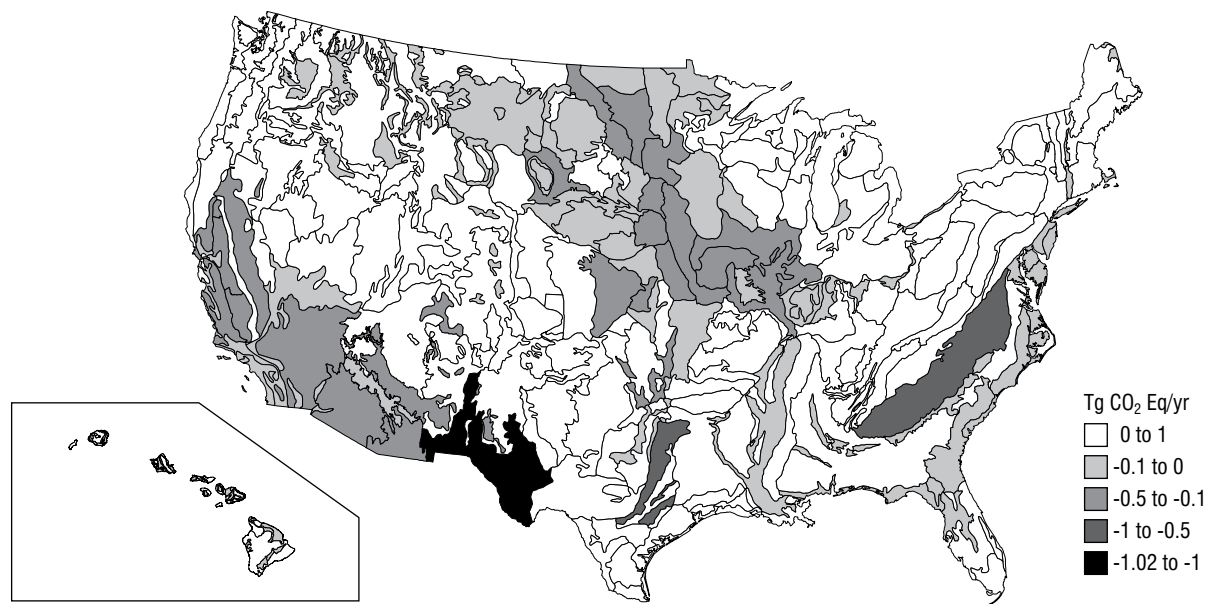 Tg CO₂ Eq/yr
0 to 1
-0.1 to 0
-0.5 to -0.1
-1 to -0.5
-1.02 to -1